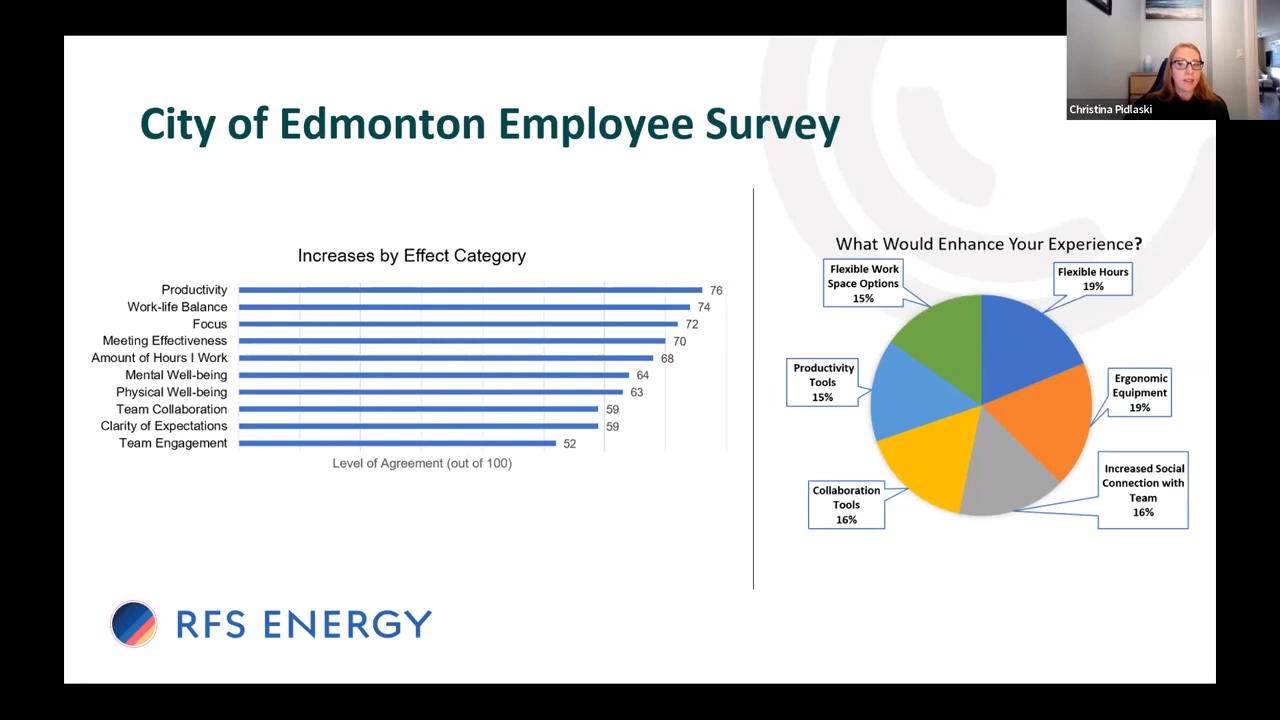 Christina Pidlaski
City of Edmonton Employee Survey
Increases by Effect Category
Productivity 76
Work-life Balance 74
Focus 72
Meeting Effectiveness 70
Amount of Hours I Work 68
Mental Well-being 64
Physical Well-being 63
Team Collaboration 59
Clarity of Expectations 59
Team Engagement 52
Level of Agreement (out of 100)
What Would Enhance Your Experience?
Flexible Work
Space Options
15%
Flexible Hours
19%
Productivity
Tools
15%
Ergonomic
Equipment
19%
Collaboration
Tools
16%
Increased Social
Connection with
Team
16%
RFS ENERGY